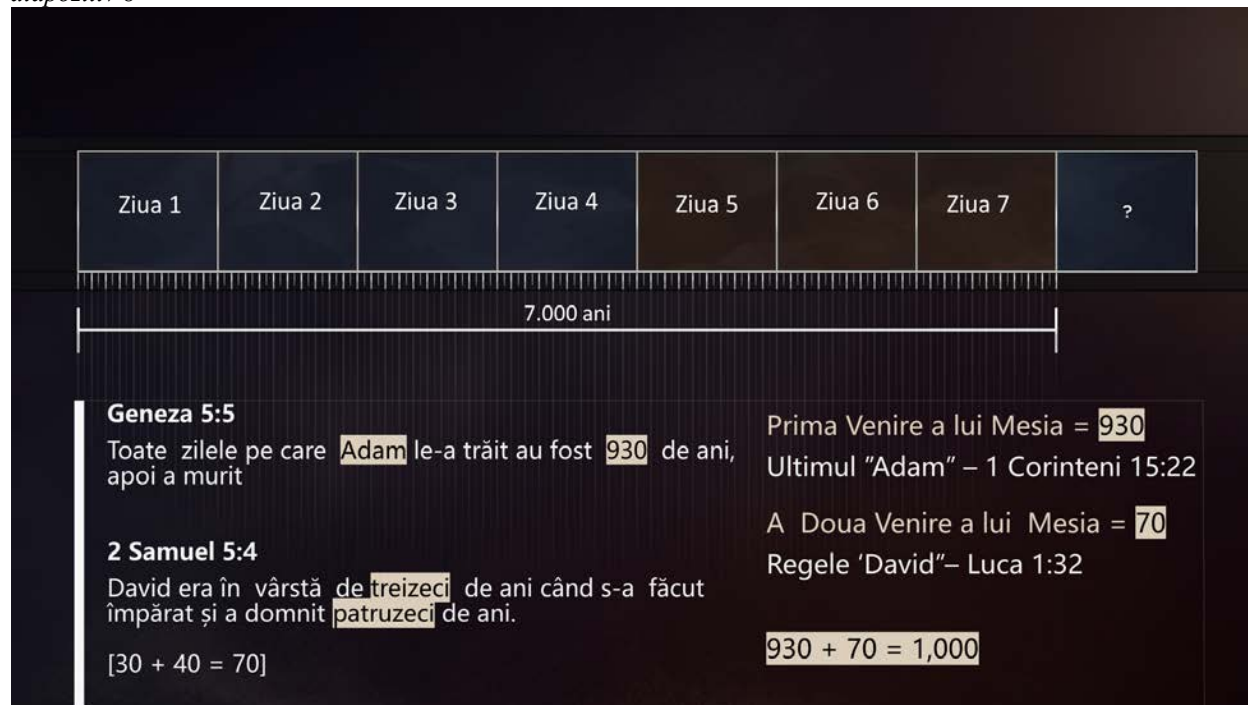 Ziua 1 Ziua 2 Ziua 3 Ziua 4 Ziua 5 Ziua 6 Ziua 7 ?
7.000 ani
Geneza 5:5
Toate zilele pe care Adam le-a trăit au fost 930 de ani,
apoi a murit
2 Samuel 5:4
David era în vârstă de treizeci de ani când s-a făcut
împărat și a domnit patruzeci de ani.
[30 + 40 = 70]
Prima Venire a lui Mesia = 930
Ultimul "Adam" – 1 Corinteni 15:22
A Doua Venire a lui Mesia = 70
Regele 'David"– Luca 1:32
930 + 70 = 1,000